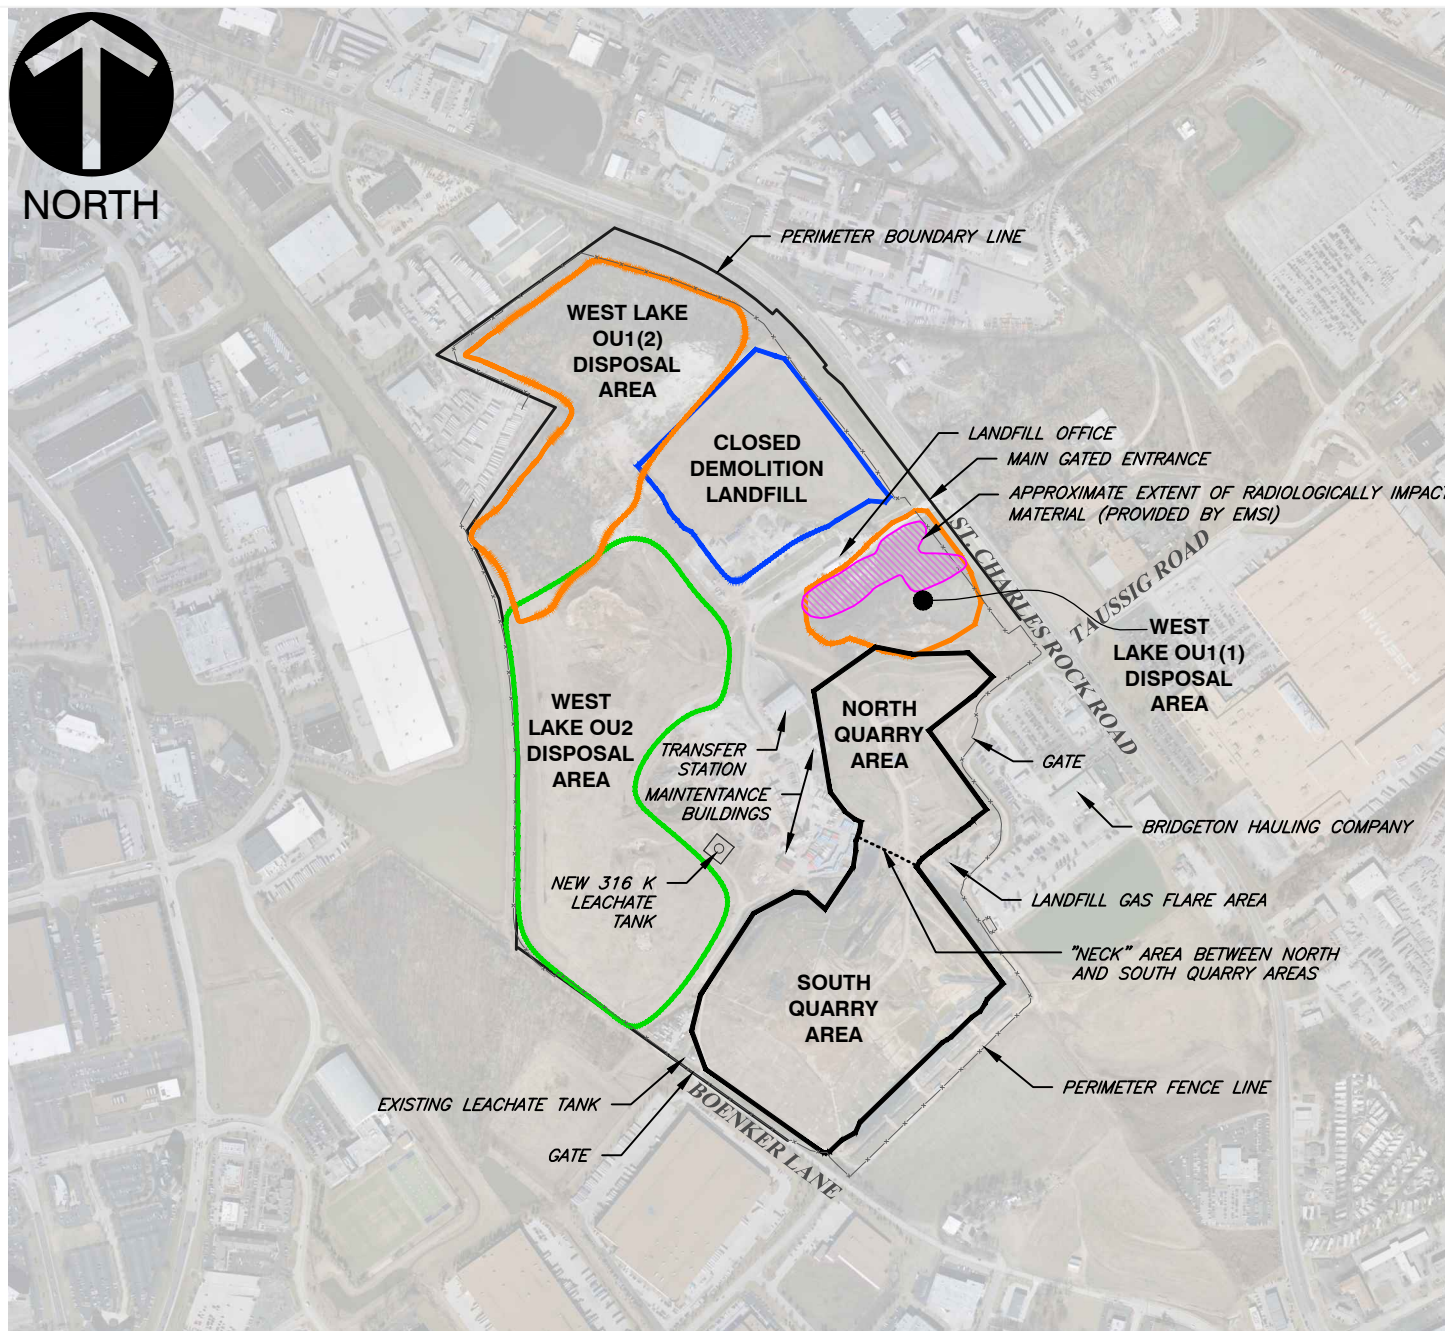 NORTH
PERIMETER BOUNDARY LINE
WEST LAKE
OU1(2)
DISPOSAL
AREA
CLOSED
DEMOLITION
LANDFILL
LANDFILL OFFICE
MAIN GATED ENTRANCE
APPROXIMATE EXTENT OF RADIOLOGICALLY IMPACT
MATERIAL (PROVIDED BY EMSI)
ST. CHARLES ROCK ROAD
TAUSSIG ROAD
WEST
LAKE OU1(1)
DISPOSAL
AREA
WEST
LAKE OU2
DISPOSAL
AREA
NORTH
QUARRY
AREA
TRANSFER
STATION
MAINTENTANCE
BUILDINGS
GATE
BRIDGETON HAULING COMPANY
NEW 316 K
LEACHATE
TANK
LANDFILL GAS FLARE AREA
"NECK" AREA BETWEEN NORTH
AND SOUTH QUARRY AREAS
SOUTH
QUARRY
AREA
PERIMETER FENCE LINE
EXISTING LEACHATE TANK
GATE
BOENKER LANE